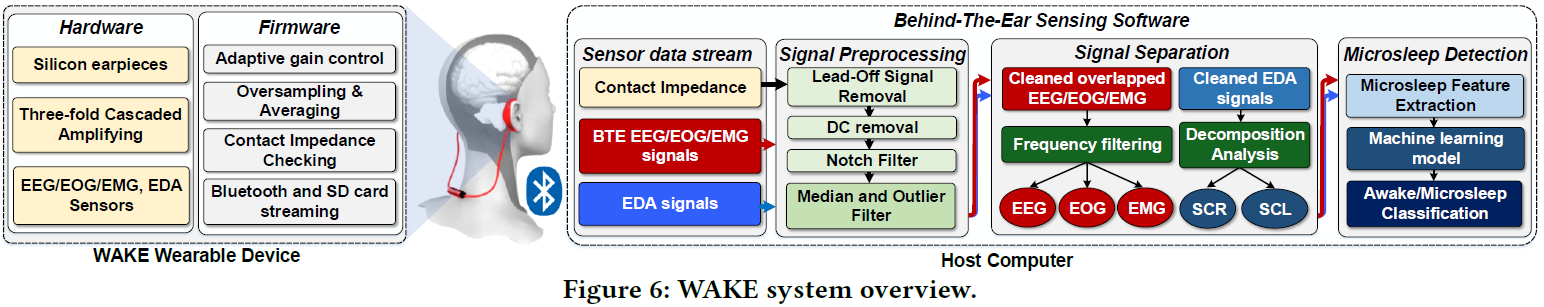 Hardware
Silicon earpieces
Three-fold Cascaded
Amplifying
EEG/EOG/EMG, EDA
Sensors
Firmware
Adaptive gain control
Oversampling &
Averaging
Contact Impedance
Checking
Bluetooth and SD card
streaming
WAKE Wearable Device
Behind-The-Ear Sensing Software
Sensor data stream
Contact Impedance
BTE EEG/EOG/EMG
signals
EDA signals
Signal Preprocessing
Lead-Off Signal
Removal
DC removal
Notch Filter
Median and Outlier
Filter
Signal Separation
Cleaned overlapped
EEG/EOG/EMG
Frequency filtering
EEG
EOG
EMG
Cleaned EDA
signals
Decomposition
Analysis
SCR
SCL
Microsleep Detection
Microsleep Feature
Extraction
Machine learning
model
Awake/Microsleep
Classification
Host Computer
Figure 6: WAKE system overview.